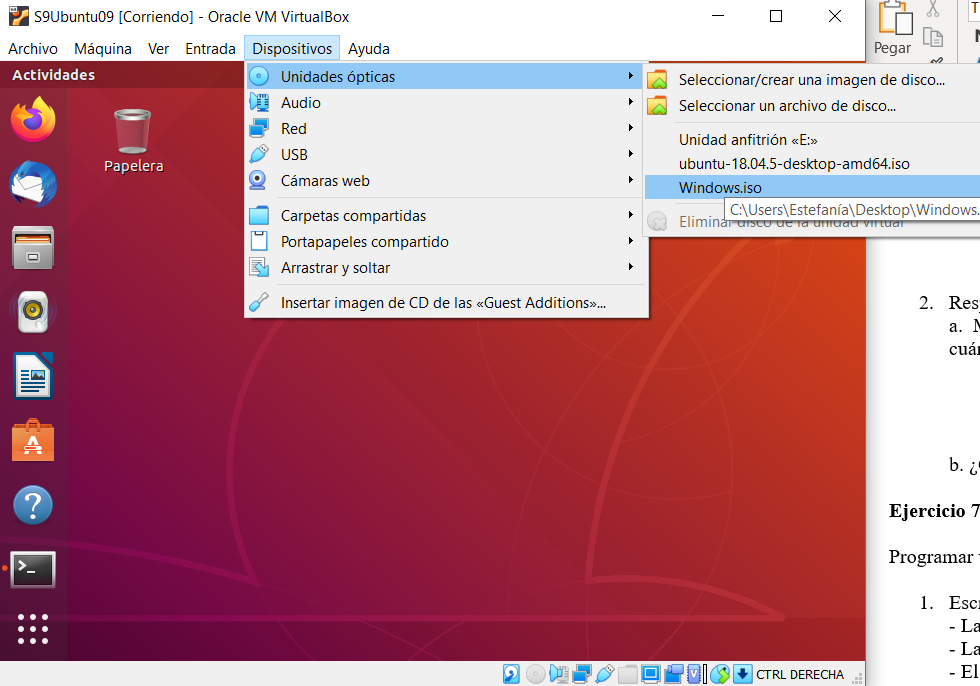 S9Ubuntu09 [Corriendo] - Oracle VM VirtualBox
Archivo Máquina Ver Entrada Dispositivos Ayuda
Pegar
Actividades
Papelera
Unidades ópticas
Audio
Red
USB
Cámaras web
Carpetas compartidas
Portapapeles compartido
Arrastrar y soltar
Insertar imagen de CD de las «Guest Additions»...
Seleccionar/crear una imagen de disco...
Seleccionar un archivo de disco...
Unidad anfitrión «E:»
ubuntu-18.04.5-desktop-amd64.iso
Windows.iso
C:\Users\Estefanía\Desktop\Windows.
Eliminar disco de la unidad virtual
2. Res
a. M
cuán
b. ¿
Ejercicio 7
Programar
1. Escr
- La
- La
- El
CTRL DERECHA